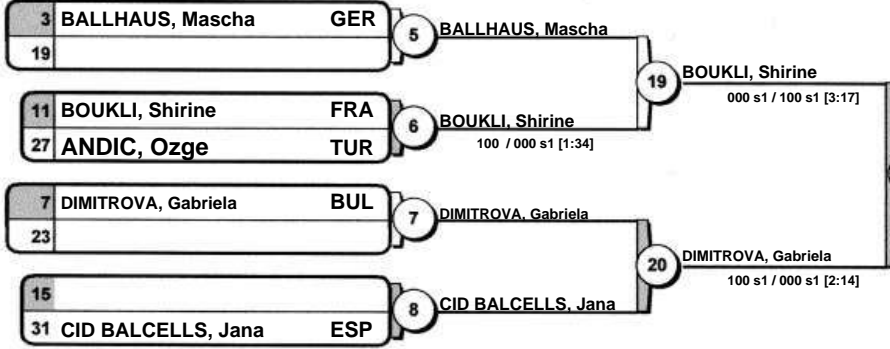 3 BALLHAUS, Mascha GER
19
5
BALLHAUS, Mascha
11 BOUKLI, Shirine FRA
27 ANDIC, Ozge TUR
6
BOUKLI, Shirine
100 / 000 s1 [1:34]
19
BOUKLI, Shirine
000 s1 / 100 s1 [3:17]
7 DIMITROVA, Gabriela BUL
23
7
DIMITROVA, Gabriela
15
31 CID BALCELLS, Jana ESP
8
CID BALCELLS, Jana
20
DIMITROVA, Gabriela
100 s1 / 000 s1 [2:14]